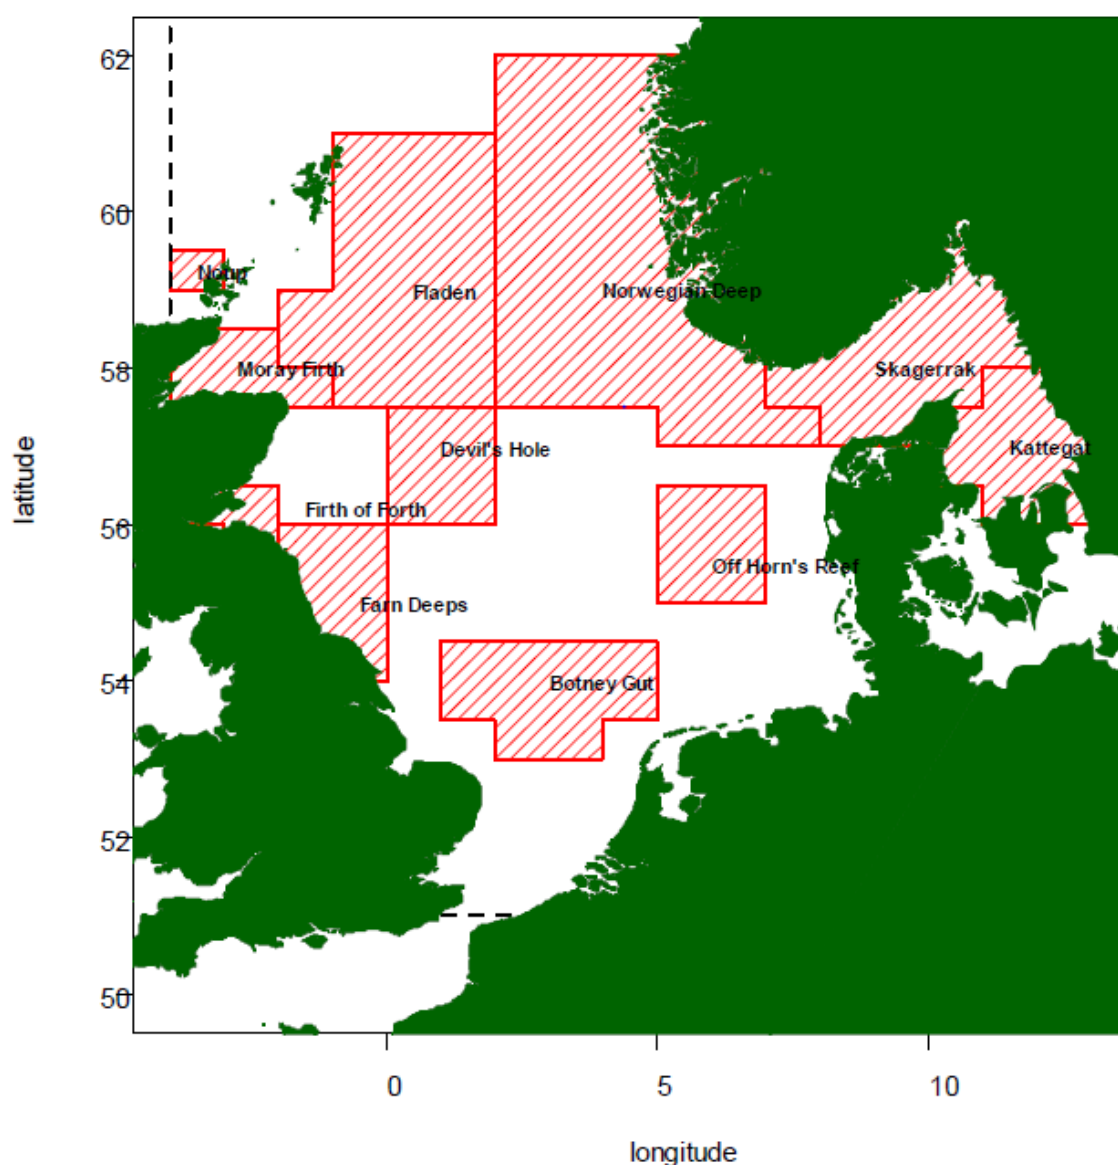 62
60
Noup
Fladen
Norwegian Deep
58
Moray Firth
Skagerrak
Devil's Hole
Kattegat
56
Firth of Forth
Off Horn's Reef
Farn Deeps
54
Botney Gut
52
50
latitude
0
5
10
longitude